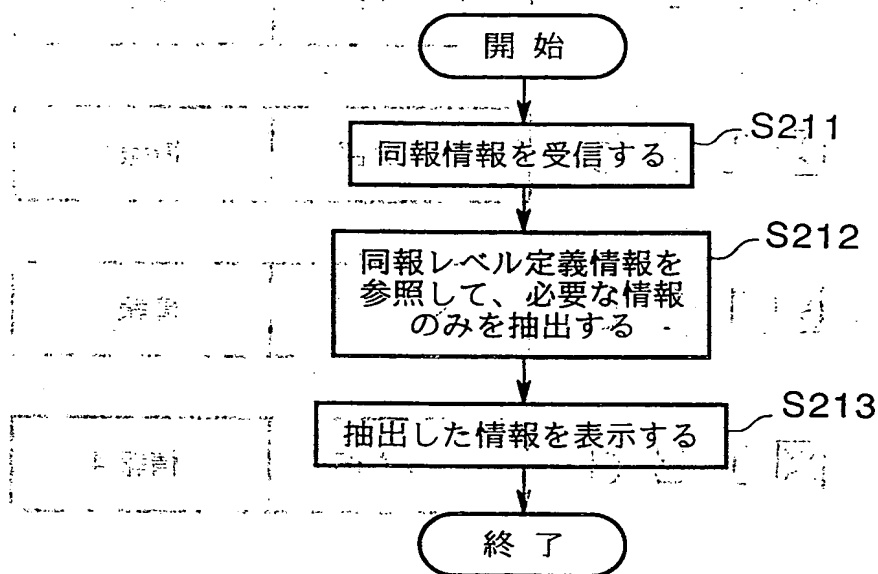 開始
同報情報を受信する
S211
同報レベル定義情報を
参照して、必要な情報
のみを抽出する
S212
抽出した情報を表示する
S213
終了